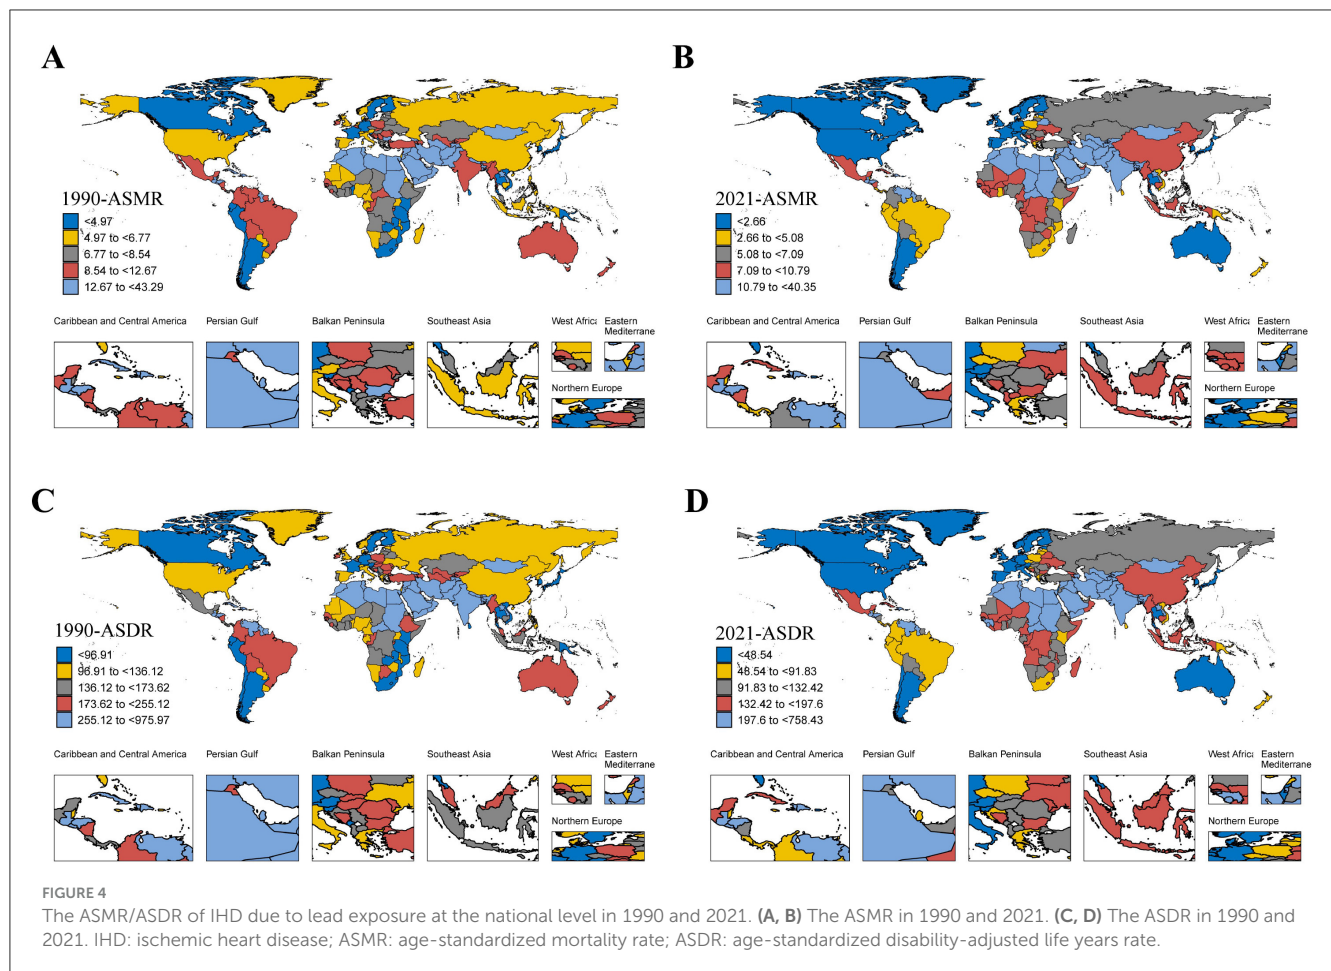 A
1990-ASMR
<4.97
4.97 to <6.77
6.77 to <8.54
8.54 to <12.67
12.67 to <43.29
Caribbean and Central America
Persian Gulf
Balkan Peninsula
Southeast Asia
West Africa
Eastern
Mediterrane
Northern Europe
B
2021-ASMR
<2.66
2.66 to <5.08
5.08 to <7.09
7.09 to <10.79
10.79 to <40.35
Caribbean and Central America
Persian Gulf
Balkan Peninsula
Southeast Asia
West Africa
Eastern
Mediterrane
Northern Europe
C
1990-ASDR
<96.91
96.91 to <136.12
136.12 to <173.62
173.62 to <255.12
255.12 to <975.97
Caribbean and Central America
Persian Gulf
Balkan Peninsula
Southeast Asia
West Africa
Eastern
Mediterrane
Northern Europe
D
2021-ASDR
<48.54
48.54 to <91.83
91.83 to <132.42
132.42 to <197.6
197.6 to <758.43
Caribbean and Central America
Persian Gulf
Balkan Peninsula
Southeast Asia
West Africa
Eastern
Mediterrane
Northern Europe
FIGURE 4
The ASMR/ASDR of IHD due to lead exposure at the national level in 1990 and 2021. (A, B) The ASMR in 1990 and 2021. (C, D) The ASDR in 1990 and
2021. IHD: ischemic heart disease; ASMR: age-standardized mortality rate; ASDR: age-standardized disability-adjusted life years rate.